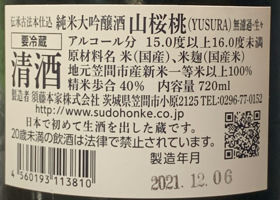 伝承古法本仕込 純米大吟醸酒 山桜桃(YUSURA) 無濾過・生々
要冷蔵
清酒
アルコール分 15.0度以上16.0度未満
原材料名 米(国産)、米麹(国産米)
地元笠間市産新米一等米以上100%
精米歩合 40% 内容量 720ml
製造者 須藤本家株式会社 茨城県笠間市小原2125 TEL:0296-77-0152
http://www.sudohonke.co.jp/
日本で初めて生酒を出した蔵です。
20歳未満の飲酒は法律で禁止されています。
製造年月
2021.12.06
4560193113810